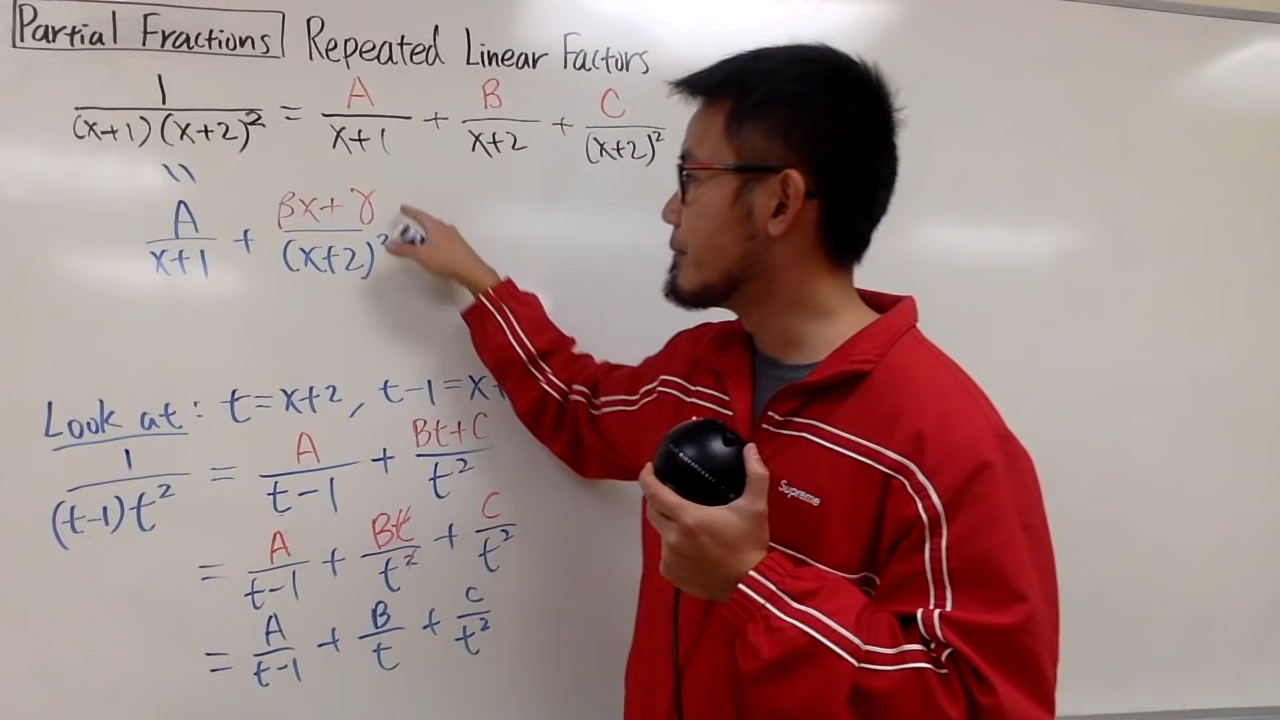 Partial Fractions Repeated Linear Factors
1/((x+1)(x+2)²) = A/(x+1) + B/(x+2) + C/(x+2)²
\\
A/(x+1) + (βx+γ)/(x+2)²
Look at: t=x+2, t-1=x+
1/((t-1)t²) = A/(t-1) + (Bt+C)/t²
= A/(t-1) + Bt/t² + C/t²
= A/(t-1) + B/t + C/t²
Supreme